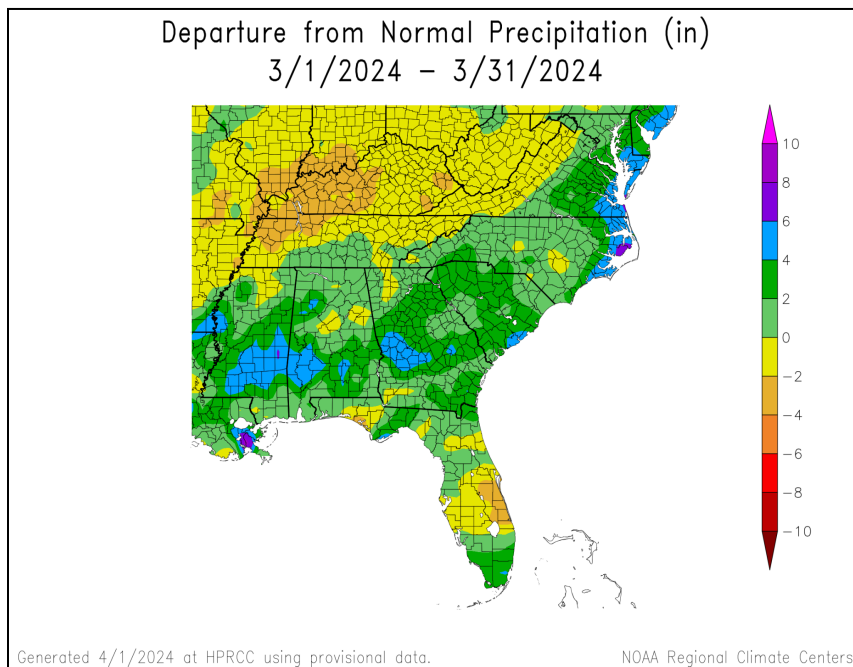 Departure from Normal Precipitation (in)
3/1/2024 – 3/31/2024
10
8
6
4
2
0
-2
-4
-6
-8
-10
Generated 4/1/2024 at HPRCC using provisional data.
NOAA Regional Climate Centers